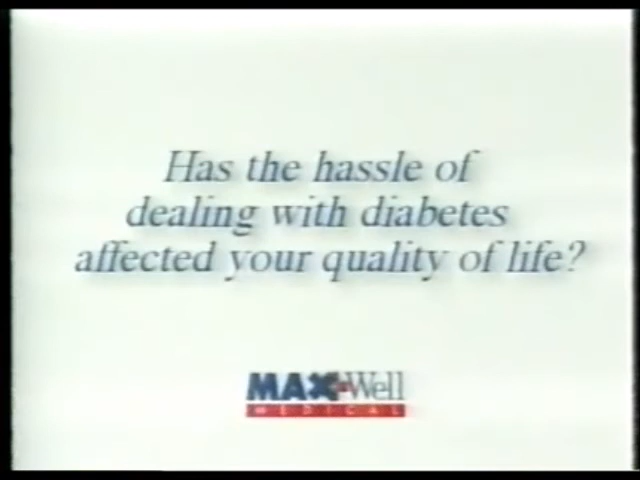 Has the hassle of
dealing with diabetes
affected your quality of life?
MAX Well
MEDICAL